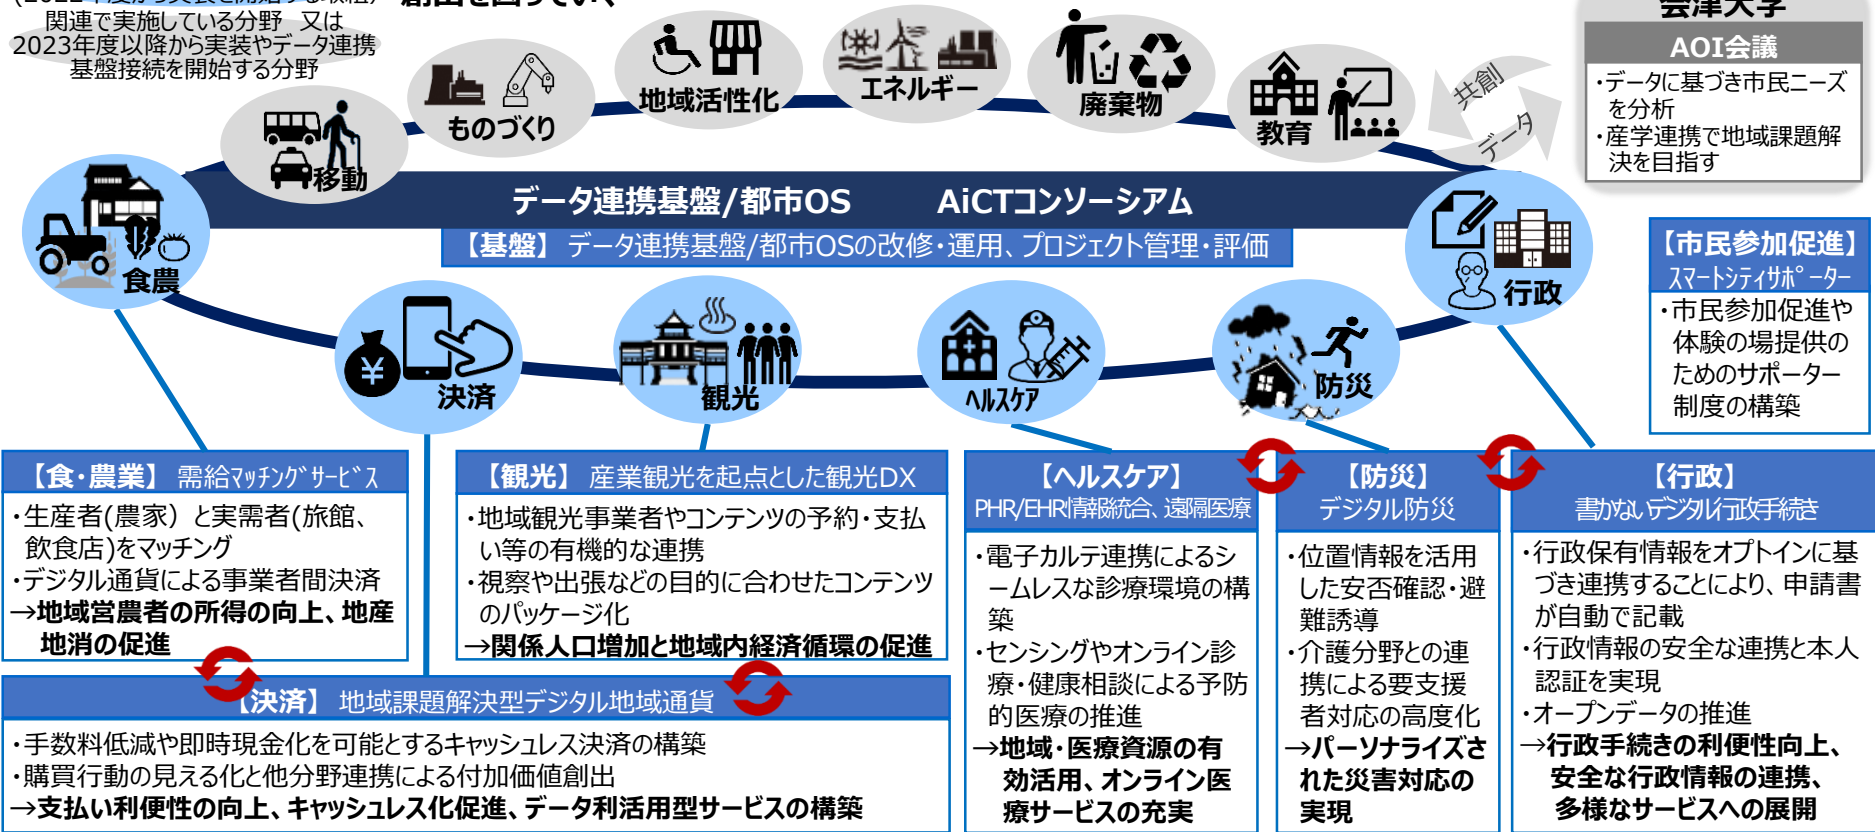 関連で実施している分野 又は
2023年度以降から実装やデータ連携
基盤接続を開始する分野
移動
ものづくり
地域活性化
エネルギー
廃棄物
教育
共創
データ
会津大学
AOI会議
・データに基づき市民ニーズ
を分析
・産学連携で地域課題解
決を目指す
データ連携基盤/都市OS AiCTコンソーシアム
【基盤】 データ連携基盤/都市OSの改修・運用、プロジェクト管理・評価
食農
決済
観光
ヘルスケア
防災
行政
【市民参加促進】
スマートシティサポーター
・市民参加促進や
体験の場提供の
ためのサポーター
制度の構築
【食・農業】 需給マッチングサービス
・生産者(農家）と実需者(旅館、
飲食店)をマッチング
・デジタル通貨による事業者間決済
→地域営農者の所得の向上、地産
地消の促進
【観光】 産業観光を起点とした観光DX
・地域観光事業者やコンテンツの予約・支払
い等の有機的な連携
・視察や出張などの目的に合わせたコンテンツ
のパッケージ化
→関係人口増加と地域内経済循環の促進
【決済】 地域課題解決型デジタル地域通貨
・手数料低減や即時現金化を可能とするキャッシュレス決済の構築
・購買行動の見える化と他分野連携による付加価値創出
→支払い利便性の向上、キャッシュレス化促進、データ利活用型サービスの構築
【ヘルスケア】
PHR/EHR情報統合、遠隔医療
・電子カルテ連携によるシ
ームレスな診療環境の構
築
・センシングやオンライン診
療・健康相談による予防
的医療の推進
→地域・医療資源の有
効活用、オンライン医
療サービスの充実
【防災】
デジタル防災
・位置情報を活用
した安否確認・避
難誘導
・介護分野との連
携による要支援
者対応の高度化
→パーソナライズさ
れた災害対応の
実現
【行政】
書かないデジタル行政手続き
・行政保有情報をオプトインに基
づき連携することにより、申請書
が自動で記載
・行政情報の安全な連携と本人
認証を実現
・オープンデータの推進
→行政手続きの利便性向上、
安全な行政情報の連携、
多様なサービスへの展開